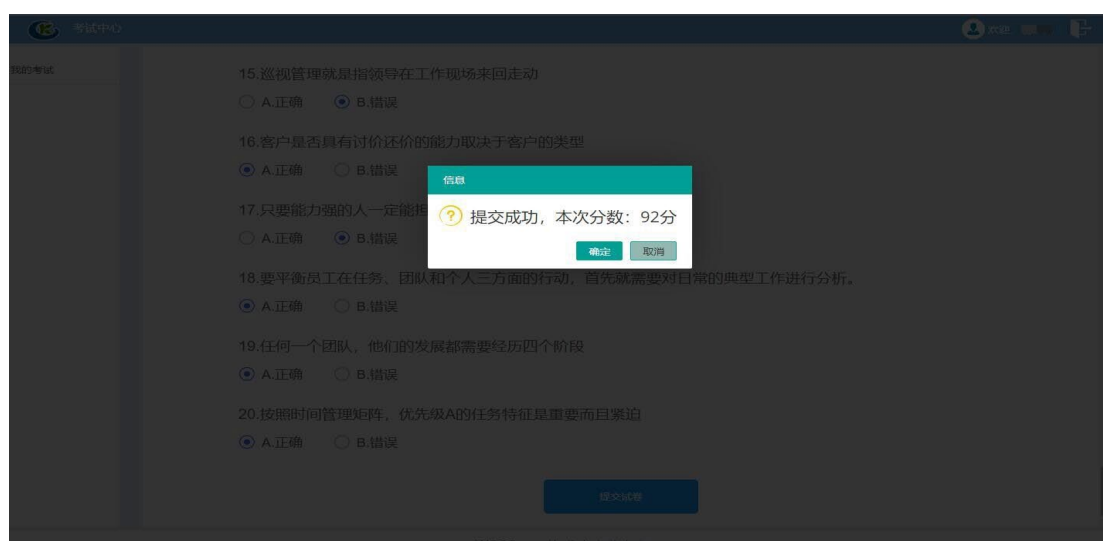 考试中心
欢迎
我的考试
15.巡视管理就是指领导在工作现场来回走动
A.正确 B.错误
16.客户是否具有讨价还价的能力取决于客户的类型
A.正确 B.错误
信息
17.只要能力强的人一定能担
提交成功，本次分数：92分
A.正确 B.错误
确定 取消
18.要平衡员工在任务、团队和个人三方面的行动，首先就需要对日常的典型工作进行分析。
A.正确 B.错误
19.任何一个团队，他们的发展都需要经历四个阶段
A.正确 B.错误
20.按照时间管理矩阵，优先级A的任务特征是重要而且紧迫
A.正确 B.错误
提交试卷